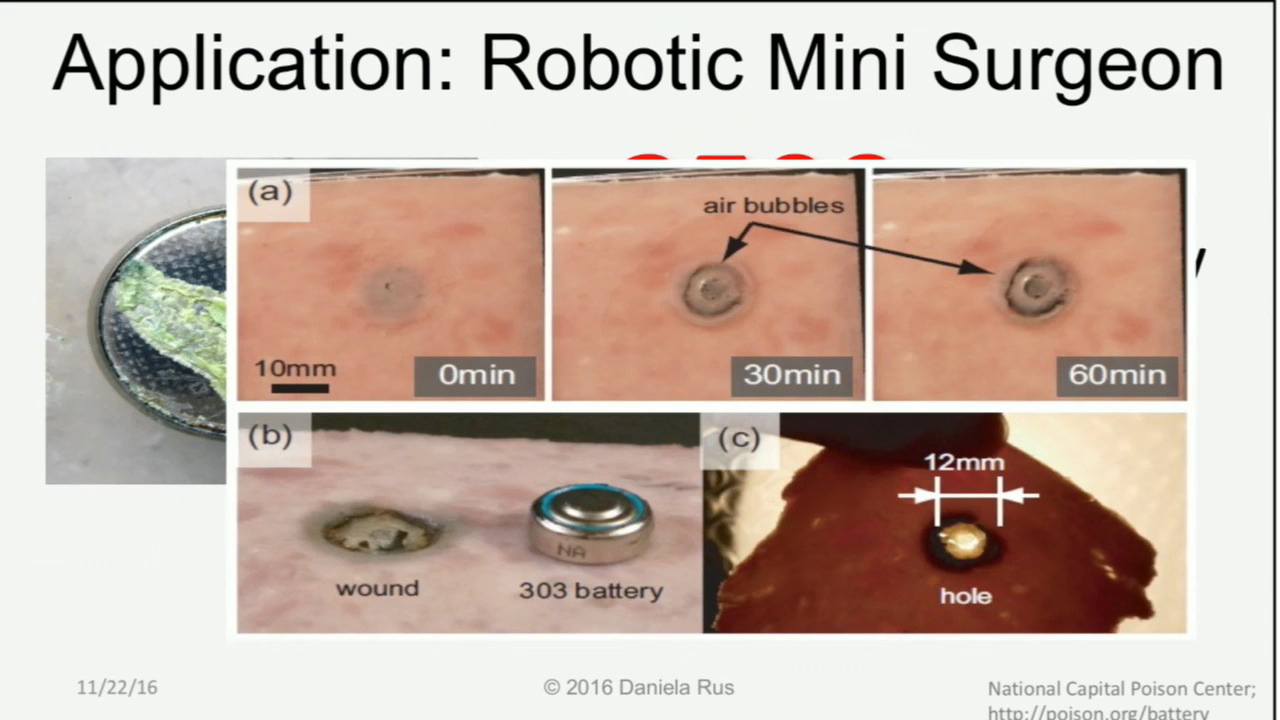 Application: Robotic Mini Surgeon
(a)
air bubbles
10mm
0min
30min
60min
(b)
(c)
12mm
NA
wound
303 battery
hole
11/22/16
© 2016 Daniela Rus
National Capital Poison Center;
http://poison.org/battery